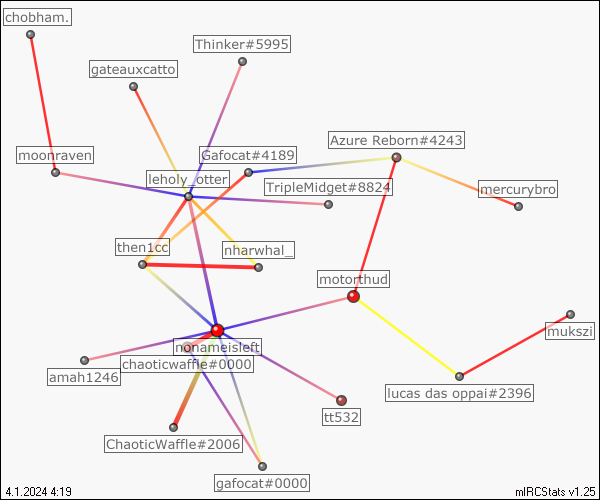 chobham.
Thinker#5995
gateauxcatto
Azure Reborn#4243
moonraven
Gafocat#4189
leholy_otter
TripleMidget#8824
mercurybro
then1cc
nharwhal_
motorthud
mukszi
nonameisleft
chaoticwaffle#0000
amah1246
lucas das oppai#2396
tt532
ChaoticWaffle#2006
gafocat#0000
4.1.2024 4:19
mIRCStats v1.25